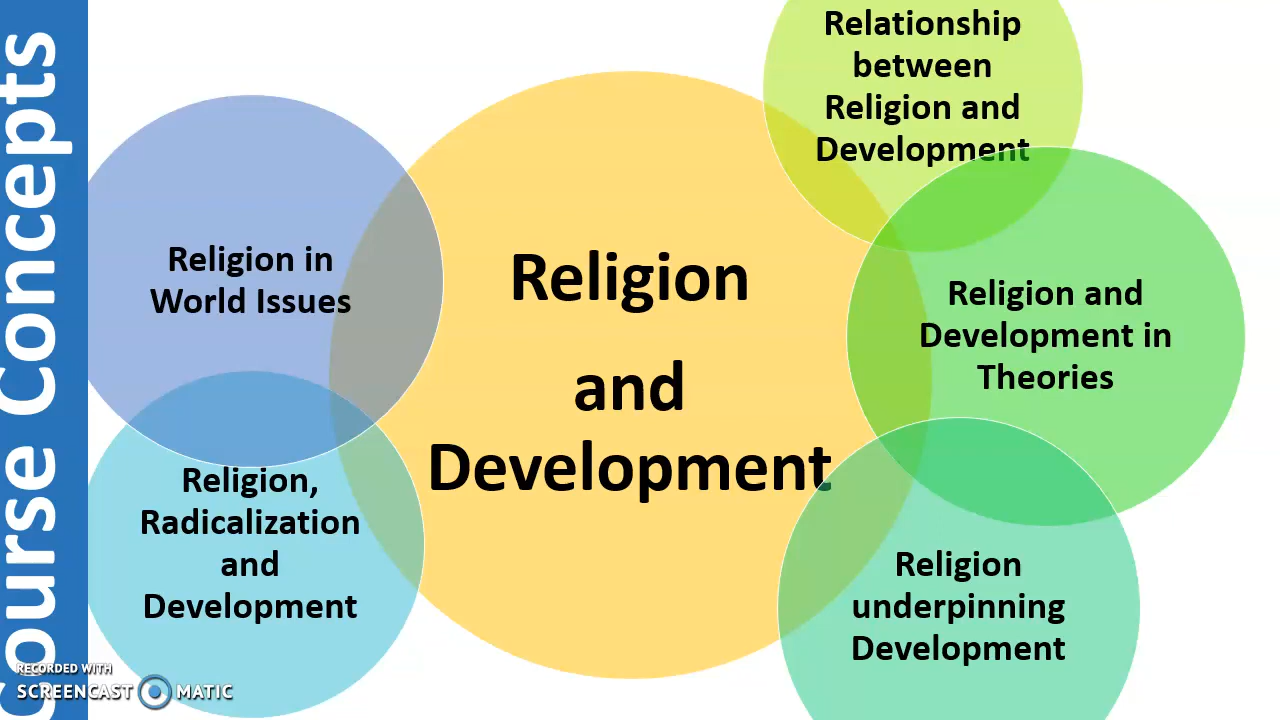 Course Concepts
Relationship
between
Religion and
Development
Religion in
World Issues
Religion
and
Development
Religion and
Development in
Theories
Religion,
Radicalization
and
Development
Religion
underpinning
Development
RECORDED WITH
SCREENCAST MATIC